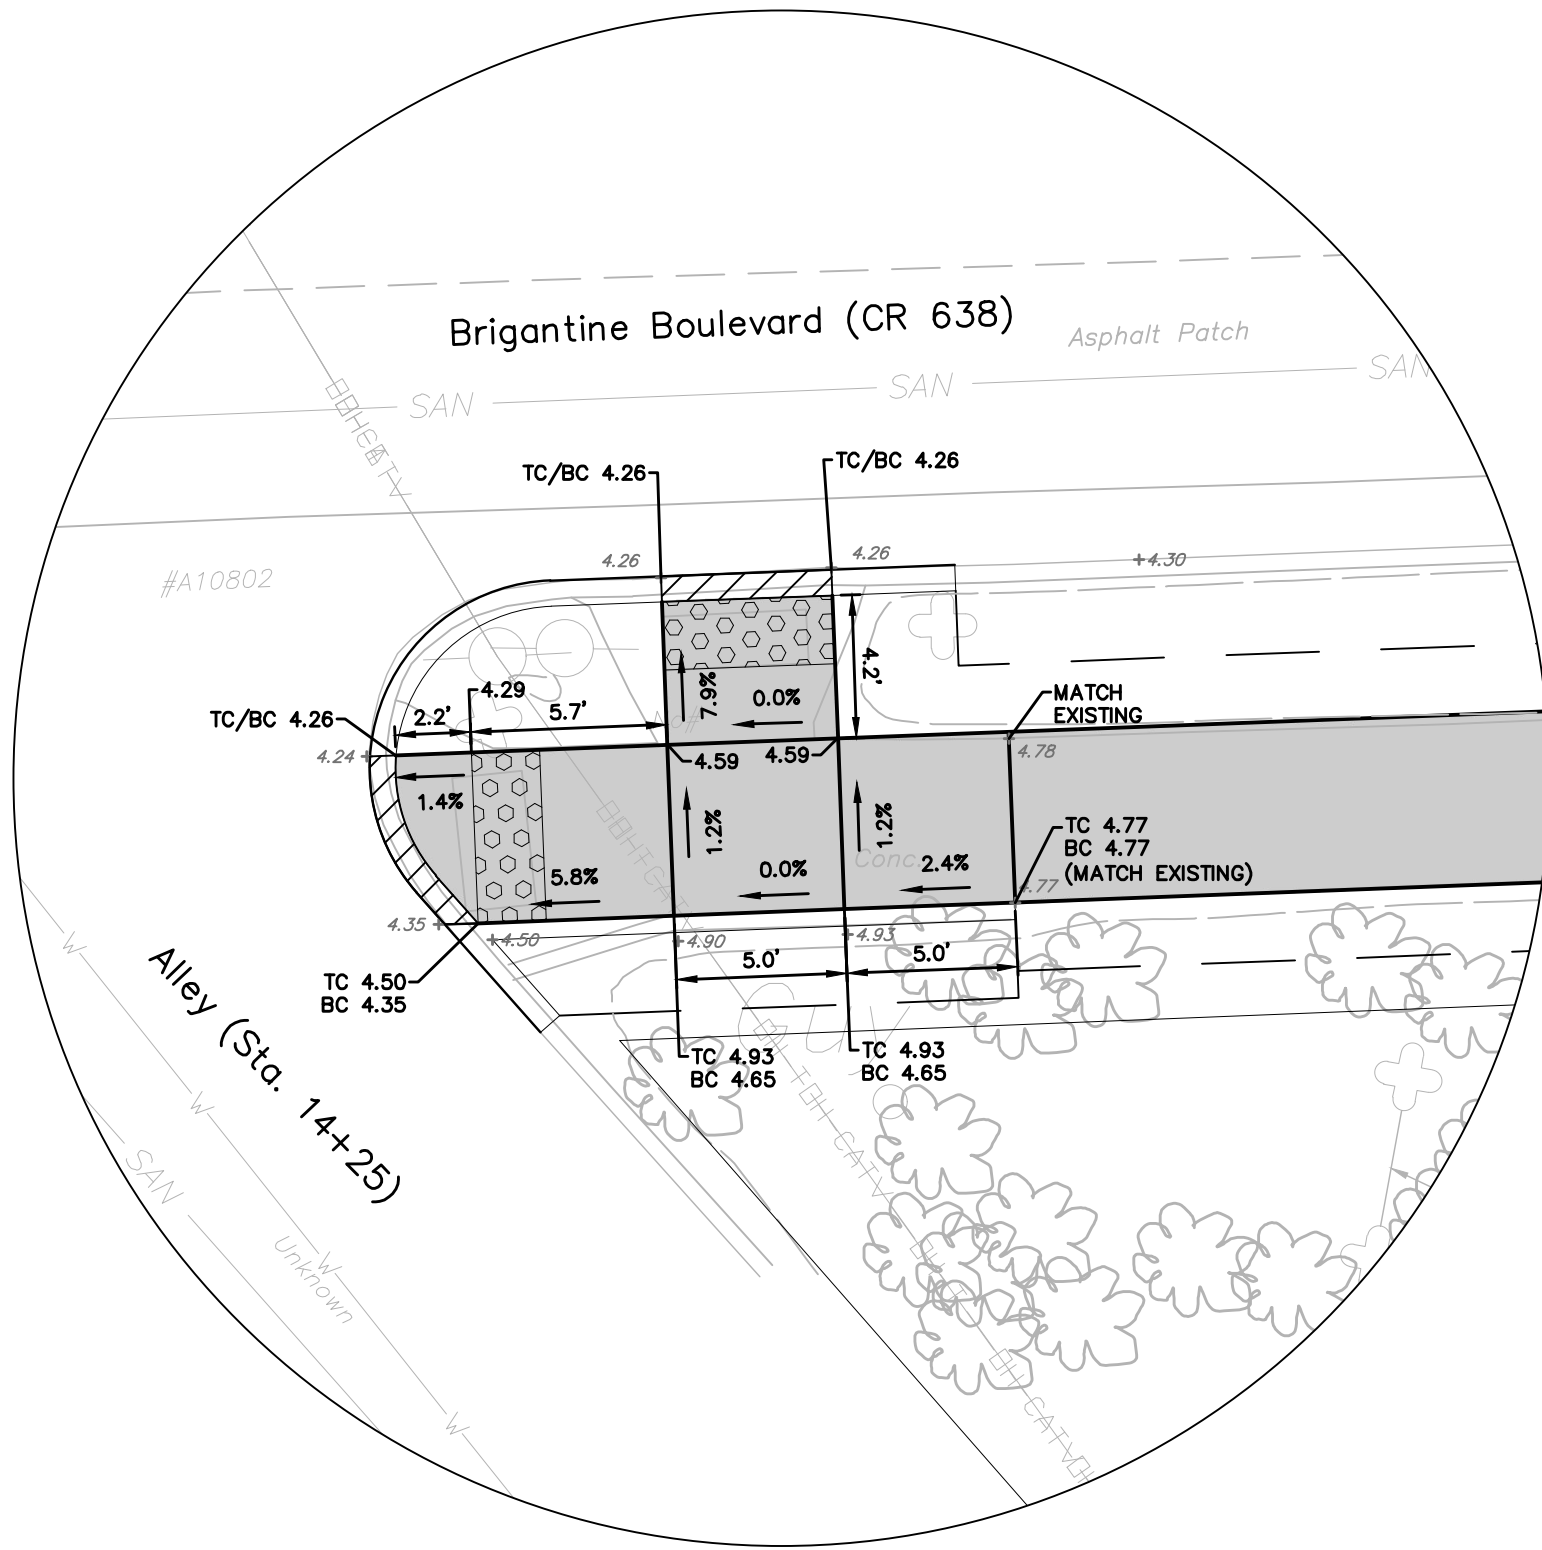 Brigantine Boulevard (CR 638)
Asphalt Patch
SAN
SAN
SAN
TC/BC 4.26
TC/BC 4.26
4.26
4.26
+4.30
#A10802
4.2'
7.9%
0.0%
4.29
2.2'
5.7'
TC/BC 4.26
4.24
MATCH
EXISTING
4.78
4.59
4.59
1.4%
1.2%
1.2%
Conc.
TC 4.77
BC 4.77
(MATCH EXISTING)
4.77
5.8%
0.0%
2.4%
4.35
4.50
4.90
4.93
5.0'
5.0'
TC 4.50
BC 4.35
TC 4.93
BC 4.65
TC 4.93
BC 4.65
Alley (Sta. 14+25)
W
W
W
W
SAN
Unknown
CATV
CATV